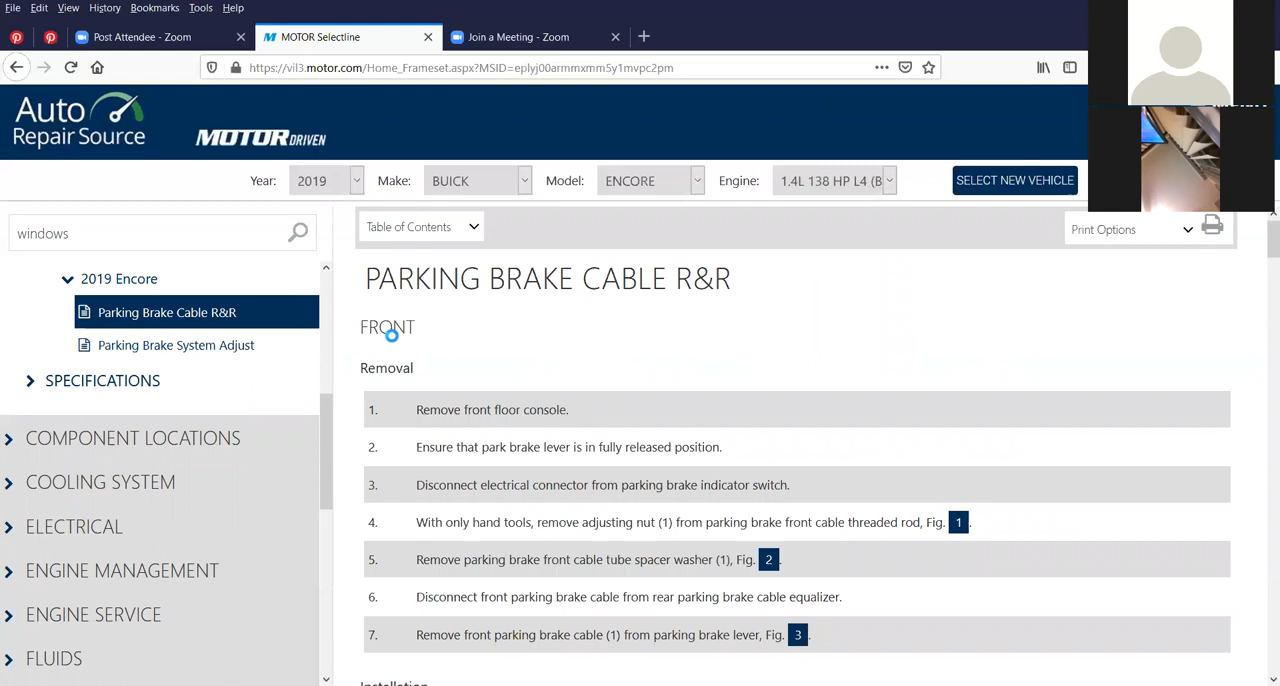 File Edit View History Bookmarks Tools Help
Post Attendee - Zoom
MOTOR Selectline
Join a Meeting - Zoom
https://vil3.motor.com/Home_Frameset.aspx?MSID=eplyj00armmxmm5y1mvpc2pm
Auto
Repair Source
MOTOR DRIVEN
Year: 2019 Make: BUICK Model: ENCORE Engine: 1.4L 138 HP L4 (B SELECT NEW VEHICLE
windows
Table of Contents
Print Options
2019 Encore
Parking Brake Cable R&R
Parking Brake System Adjust
SPECIFICATIONS
COMPONENT LOCATIONS
COOLING SYSTEM
ELECTRICAL
ENGINE MANAGEMENT
ENGINE SERVICE
FLUIDS
PARKING BRAKE CABLE R&R
FRONT
Removal
1. Remove front floor console.
2. Ensure that park brake lever is in fully released position.
3. Disconnect electrical connector from parking brake indicator switch.
4. With only hand tools, remove adjusting nut (1) from parking brake front cable threaded rod, Fig. 1.
5. Remove parking brake front cable tube spacer washer (1), Fig. 2.
6. Disconnect front parking brake cable from rear parking brake cable equalizer.
7. Remove front parking brake cable (1) from parking brake lever, Fig. 3.
Installation